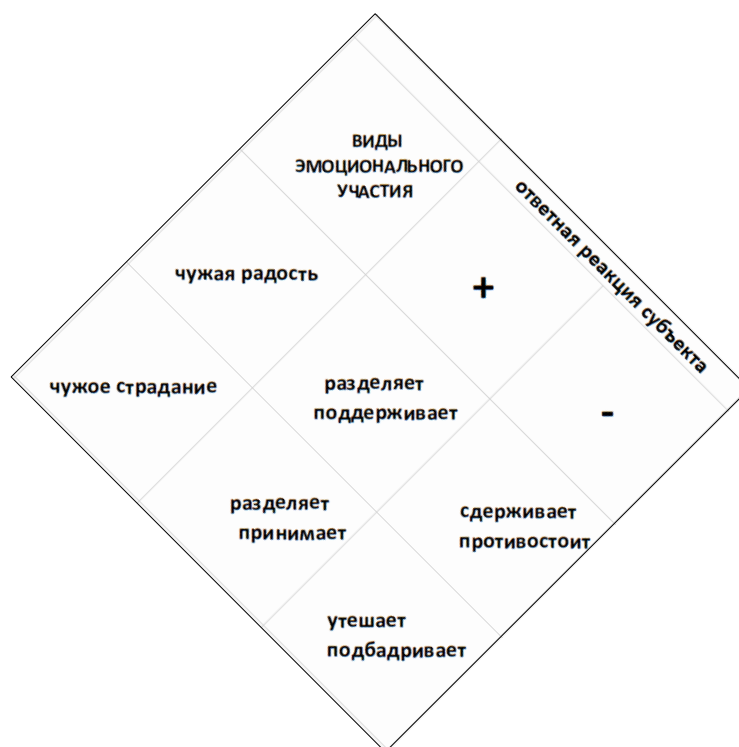 ВИДЫ
ЭМОЦИОНАЛЬНОГО
УЧАСТИЯ
ответная реакция субъекта
+
-
чужая радость
разделяет
поддерживает
сдерживает
противостоит
чужое страдание
разделяет
принимает
утешает
подбадривает